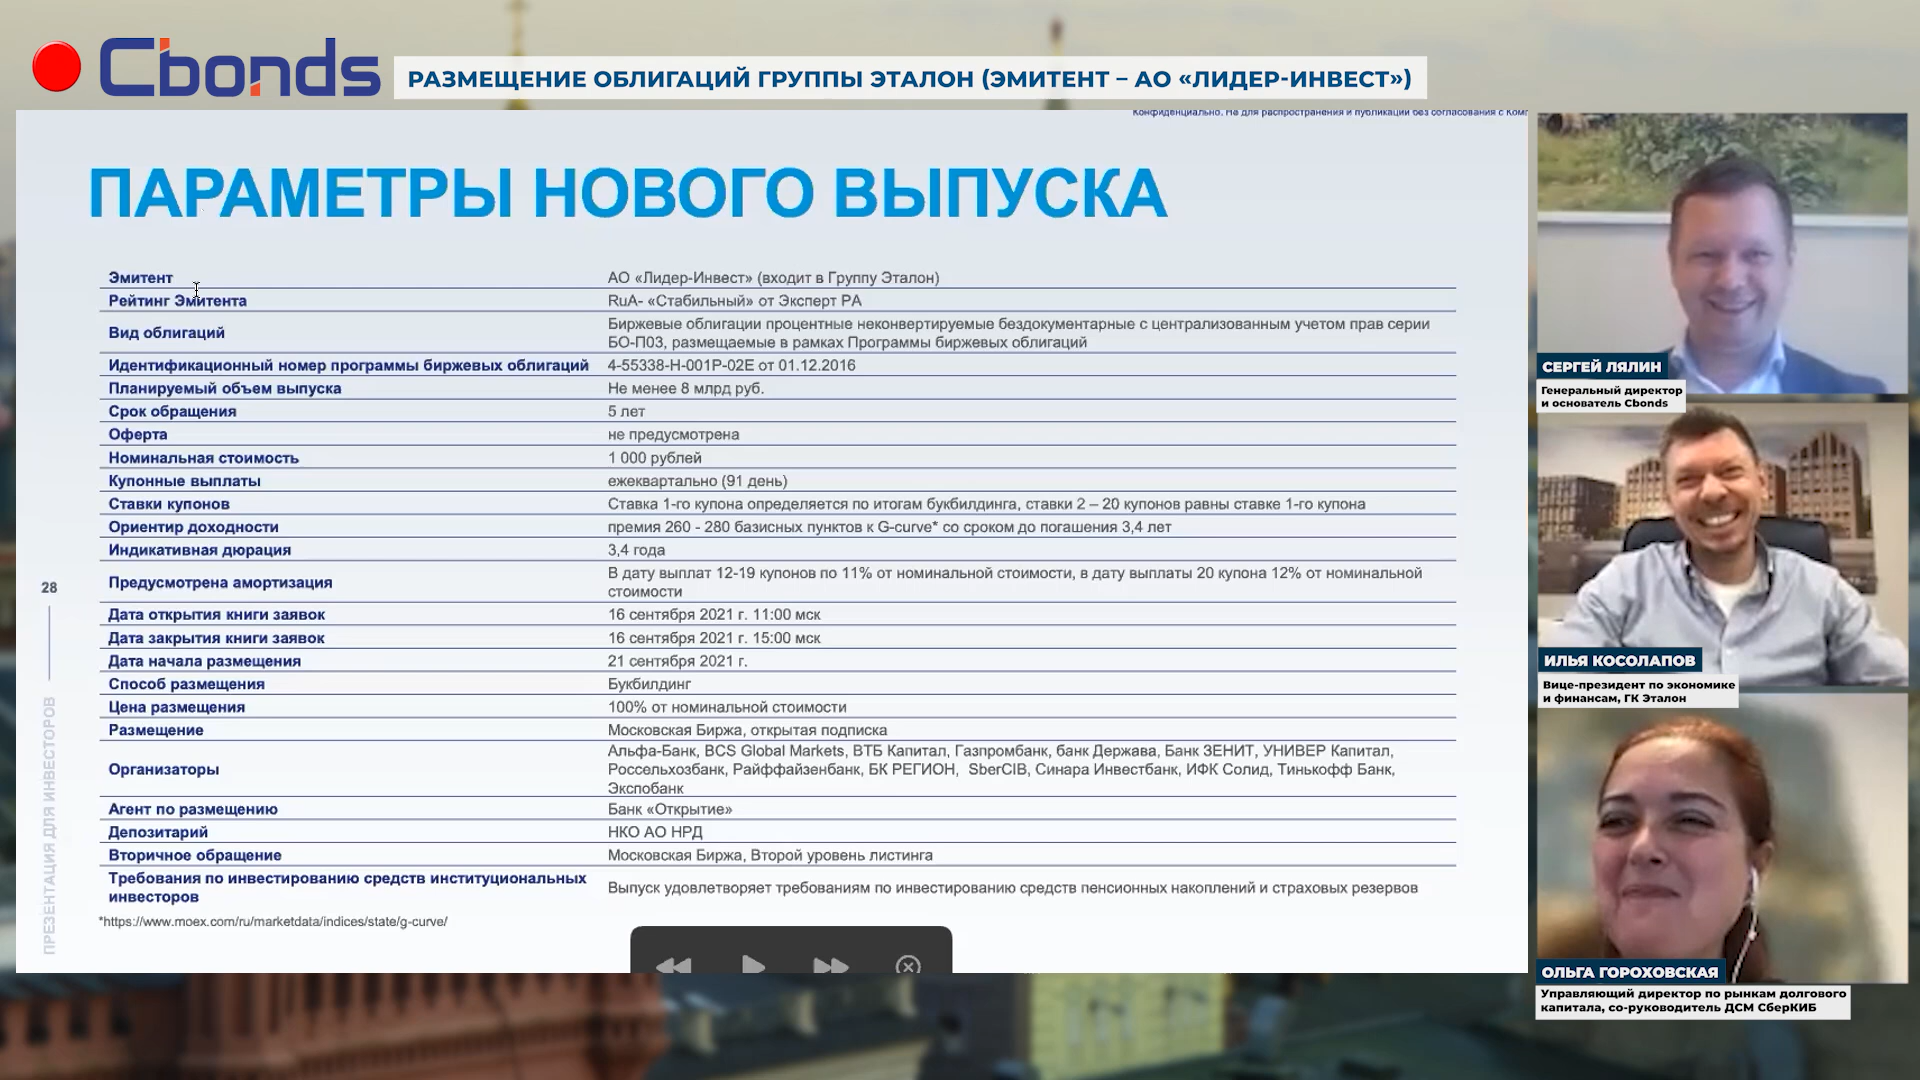 Cbonds
РАЗМЕЩЕНИЕ ОБЛИГАЦИЙ ГРУППЫ ЭТАЛОН (ЭМИТЕНТ – АО «ЛИДЕР-ИНВЕСТ»)
Конфиденциально. Не для распространения и публикации без согласования с
ПАРАМЕТРЫ НОВОГО ВЫПУСКА
Эмитент АО «Лидер-Инвест» (входит в Группу Эталон)
Рейтинг Эмитента RuA- «Стабильный» от Эксперт РА
Вид облигаций Биржевые облигации процентные неконвертируемые бездокументарные с централизованным учетом прав серии
БО-П03, размещаемые в рамках Программы биржевых облигаций
Идентификационный номер программы биржевых облигаций 4-55338-H-001P-02E от 01.12.2016
Планируемый объем выпуска Не менее 8 млрд руб.
Срок обращения 5 лет
Оферта не предусмотрена
Номинальная стоимость 1 000 рублей
Купонные выплаты ежеквартально (91 день)
Ставки купонов Ставка 1-го купона определяется по итогам букбилдинга, ставки 2 – 20 купонов равны ставке 1-го купона
Ориентир доходности премия 260 - 280 базисных пунктов к G-curve* со сроком до погашения 3,4 лет
Индикативная дюрация 3,4 года
Предусмотрена амортизация В дату выплат 12-19 купонов по 11% от номинальной стоимости, в дату выплаты 20 купона 12% от номинальной
стоимости
Дата открытия книги заявок 16 сентября 2021 г. 11:00 мск
Дата закрытия книги заявок 16 сентября 2021 г. 15:00 мск
Дата начала размещения 21 сентября 2021 г.
Способ размещения Букбилдинг
Цена размещения 100% от номинальной стоимости
Размещение Московская Биржа, открытая подписка
Организаторы Альфа-Банк, BCS Global Markets, ВТБ Капитал, Газпромбанк, банк Держава, Банк ЗЕНИТ, УНИВЕР Капитал,
Россельхозбанк, Райффайзенбанк, БК РЕГИОН, SberCIB, Синара Инвестбанк, ИФК Солид, Тинькофф Банк,
Экспобанк
Агент по размещению Банк «Открытие»
Депозитарий НКО АО НРД
Вторичное обращение Московская Биржа, Второй уровень листинга
Требования по инвестированию средств институциональных
инвесторов Выпуск удовлетворяет требованиям по инвестированию средств пенсионных накоплений и страховых резервов
*https://www.moex.com/ru/marketdata/indices/state/g-curve/
28
ПРЕЗЕНТАЦИЯ ДЛЯ ИНВЕСТОРОВ
СЕРГЕЙ ЛЯЛИН
Генеральный директор
и основатель Cbonds
ИЛЬЯ КОСОЛАПОВ
Вице-президент по экономике
и финансам, ГК Эталон
ОЛЬГА ГОРОХОВСКАЯ
Управляющий директор по рынкам долгового
капитала, со-руководитель ДСМ СберКИБ